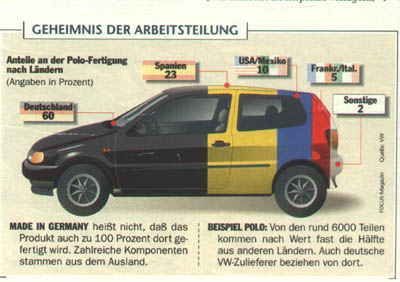 GEHEIMNIS DER ARBEITSTEILUNG
Anteile an der Polo-Fertigung
nach Ländern
(Angaben in Prozent)
Spanien
23
USA/Mexiko
10
Frankr./Ital.
5
Sonstige
2
Deutschland
60
FOCUS-Magazin
Quelle: VW
MADE IN GERMANY heißt nicht, daß das
Produkt auch zu 100 Prozent dort ge-
fertigt wird. Zahlreiche Komponenten
stammen aus dem Ausland.
BEISPIEL POLO: Von den rund 6000 Teilen
kommen nach Wert fast die Hälfte
aus anderen Ländern. Auch deutsche
VW-Zulieferer beziehen von dort.